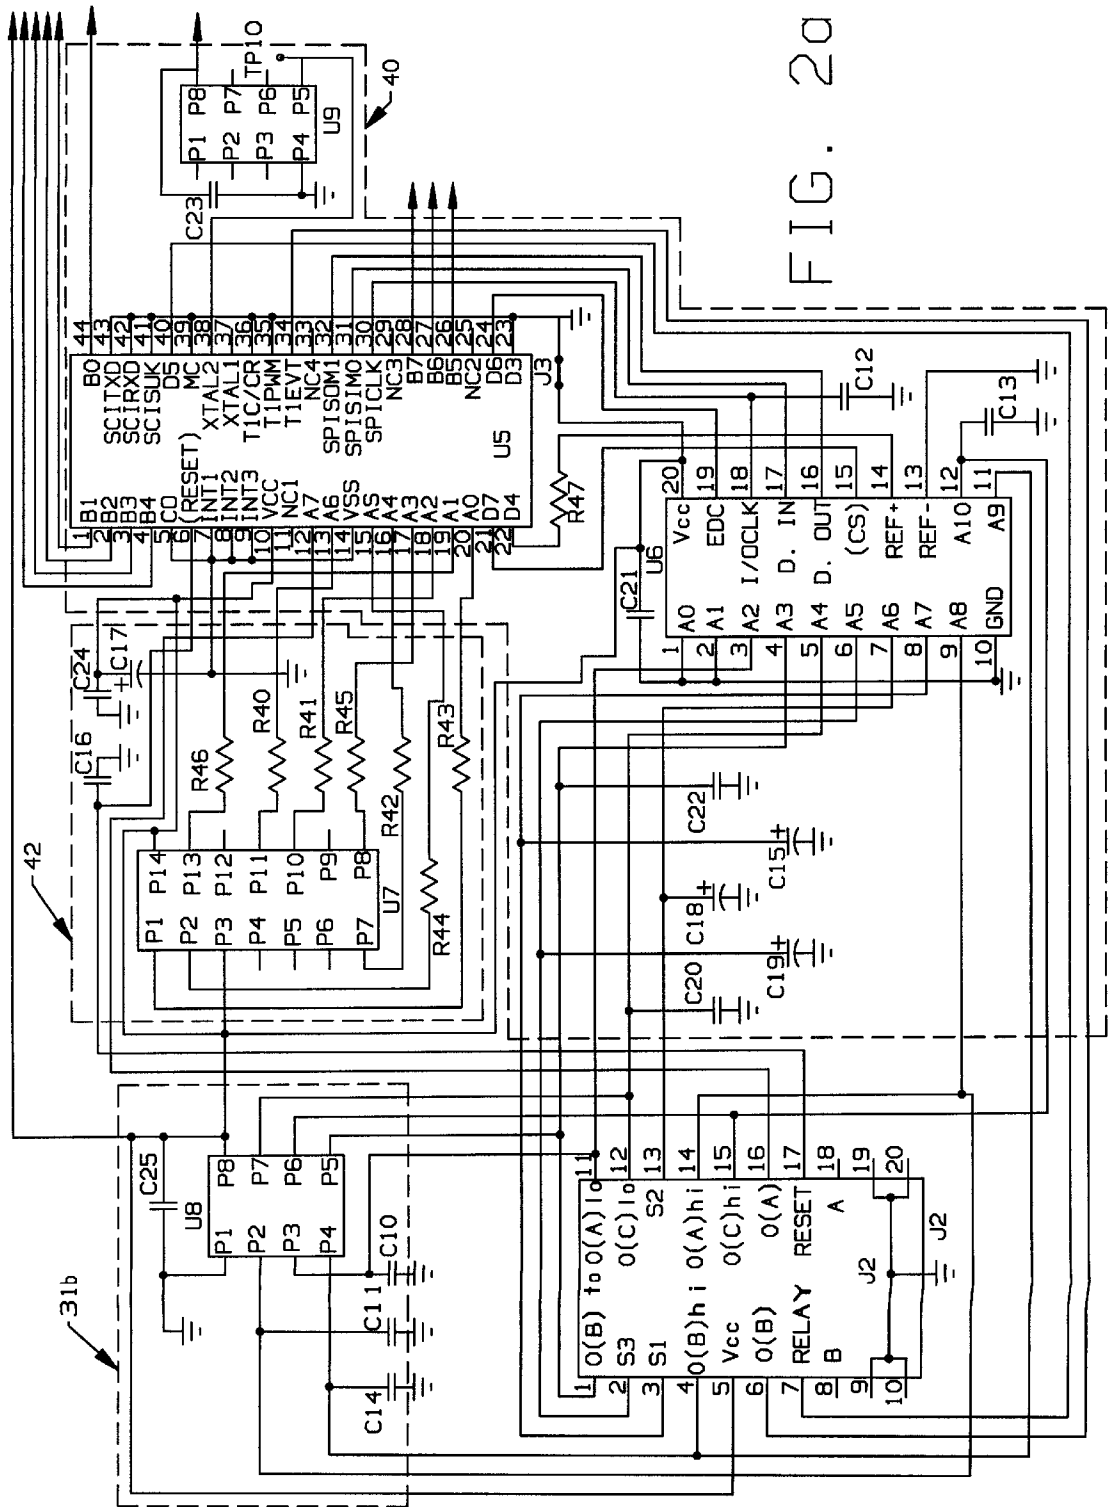 FIG. 2a
40
42
31b
U9
P1 P8
P2 P7
P3 P6
P4 P5
TP10
C23
U5
J3
1 B1
2 B2
3 B3
4 B4
5 C0
6 (RESET)
7 INT1
8 INT2
9 INT3
10 VCC
11 NC1
12 A7
13 A6
14 VSS
15 AS
16 A4
17 A3
18 A2
19 A1
20 A0
21 D7
22 D4
B0 44
SCITXD 43
SCIRXD 42
SCISUK 41
D5 40
MC 39
XTAL2 38
XTAL1 37
T1C/CR 36
T1PWM 35
T1EVT 34
NC4 33
SPISOM1 32
SPISIMO 31
SPICLK 30
NC3 29
B7 28
B6 27
B5 26
NC2 25
D6 24
D3 23
R47
C24
C17
+
C16
R46
R40
R41
R45
R42
R43
R44
U7
P1 P14
P2 P13
P3 P12
P4 P11
P5 P10
P6 P9
P7 P8
U6
C21
1 A0 Vcc 20
2 A1 EDC 19
3 A2 I/OCLK 18
4 A3 D. IN 17
5 A4 D. OUT 16
6 A5 (CS) 15
7 A6 REF+ 14
8 A7 REF- 13
9 A8 A10 12
10 GND A9 11
C12
C13
C22
C15 +
C18 +
C19 +
C20
C25
U8
P1 P8
P2 P7
P3 P6
P4 P5
C10
C11
C14
1 O(B) to O(A)lo 11
2 S3 O(C)lo 12
3 S1 S2 13
4 O(B)hi O(A)hi 14
5 Vcc O(C)hi 15
6 O(B) O(A) 16
7 RELAY RESET 17
8 B A 18
9 19
10 20
J2
J2